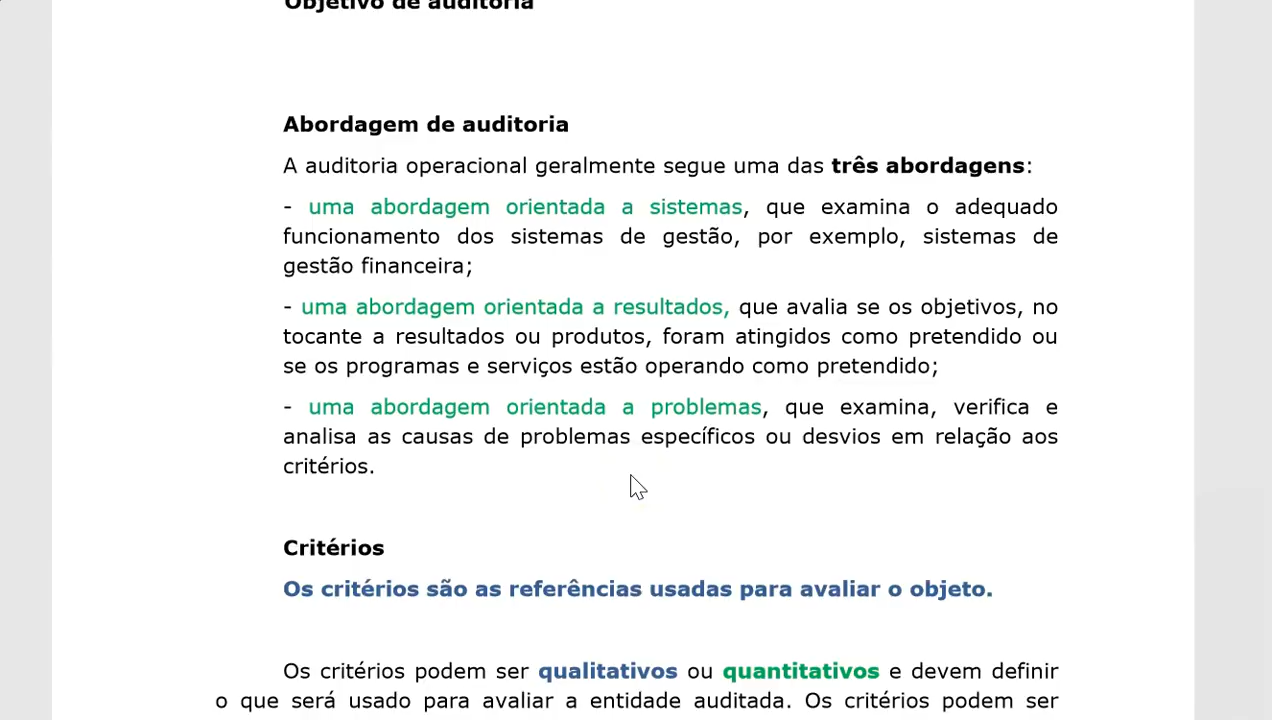 Objetivo de auditoria
Abordagem de auditoria
A auditoria operacional geralmente segue uma das três abordagens:
- uma abordagem orientada a sistemas, que examina o adequado
funcionamento dos sistemas de gestão, por exemplo, sistemas de
gestão financeira;
- uma abordagem orientada a resultados, que avalia se os objetivos, no
tocante a resultados ou produtos, foram atingidos como pretendido ou
se os programas e serviços estão operando como pretendido;
- uma abordagem orientada a problemas, que examina, verifica e
analisa as causas de problemas específicos ou desvios em relação aos
critérios.
Critérios
Os critérios são as referências usadas para avaliar o objeto.
Os critérios podem ser qualitativos ou quantitativos e devem definir
o que será usado para avaliar a entidade auditada. Os critérios podem ser